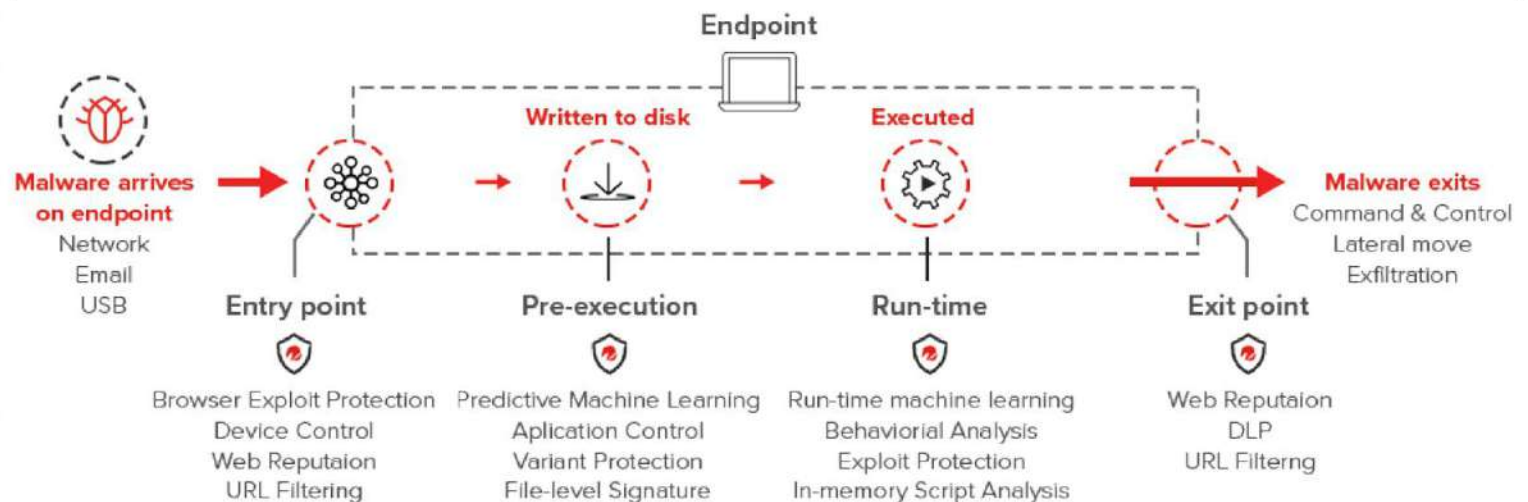 Endpoint
Written to disk
Executed
Malware arrives
on endpoint
Network
Email
USB
Malware exits
Command & Control
Lateral move
Exfiltration
Entry point
Browser Exploit Protection
Device Control
Web Reputaion
URL Filtering
Pre-execution
Predictive Machine Learning
Aplication Control
Variant Protection
File-level Signature
Run-time
Run-time machine learning
Behaviorial Analysis
Exploit Protection
In-memory Script Analysis
Exit point
Web Reputaion
DLP
URL Filterng